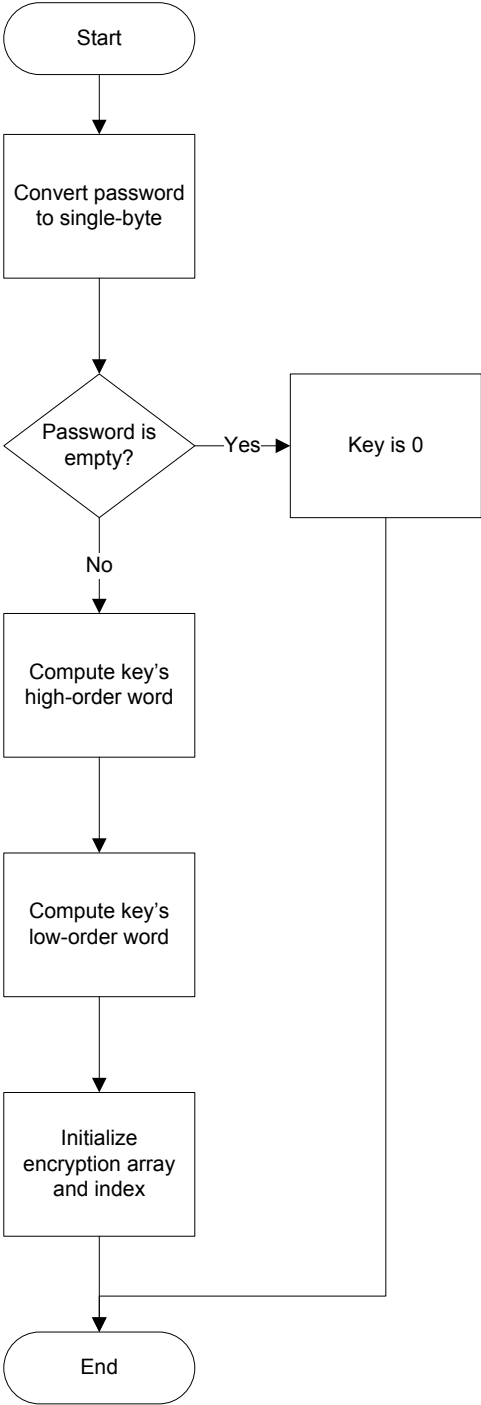 Start
Convert password
to single-byte
Password is
empty?
Yes
Key is 0
No
Compute key's
high-order word
Compute key's
low-order word
Initialize
encryption array
and index
End